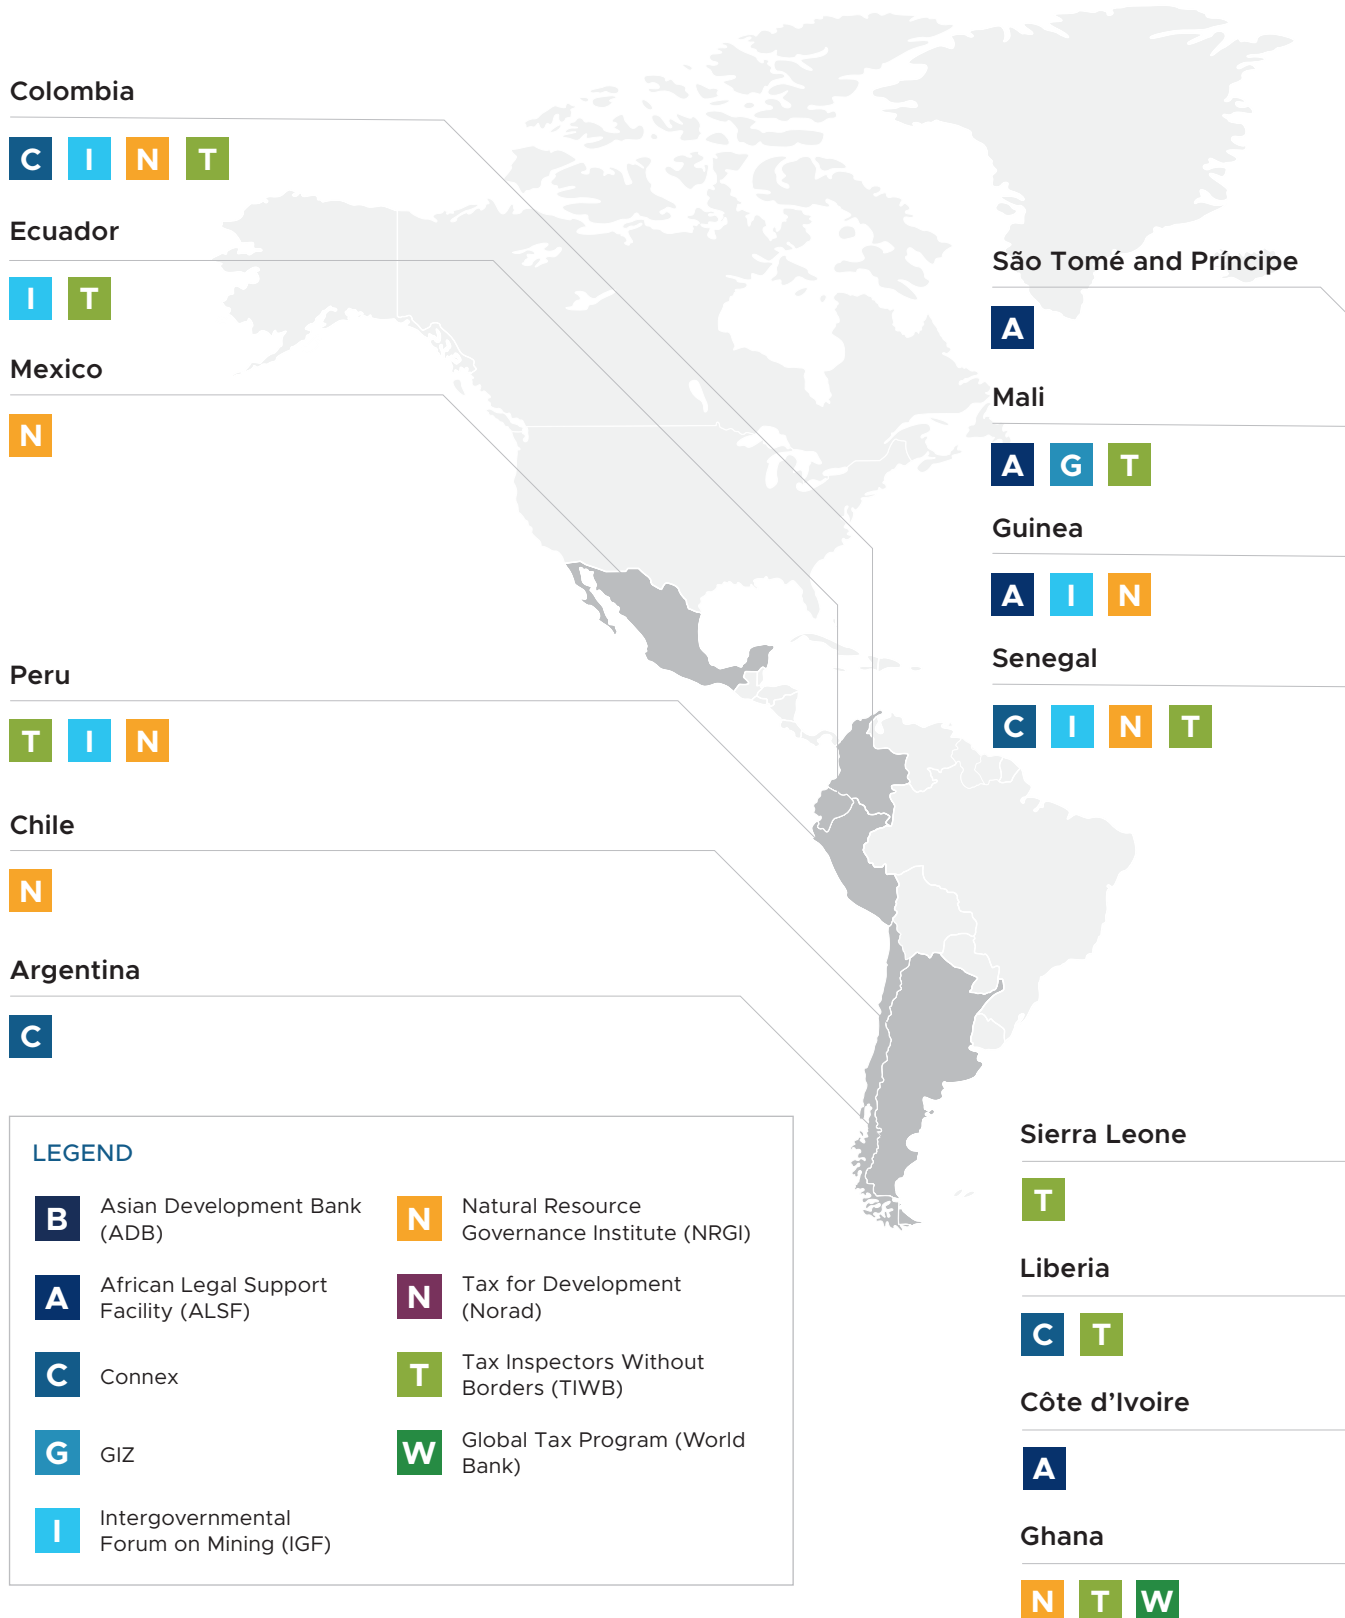 Colombia
C I N T
Ecuador
I T
Mexico
N
Peru
T I N
Chile
N
Argentina
C
São Tomé and Príncipe
A
Mali
A G T
Guinea
A I N
Senegal
C I N T
LEGEND
B Asian Development Bank
(ADB)
A African Legal Support
Facility (ALSF)
C Connex
G GIZ
I Intergovernmental
Forum on Mining (IGF)
N Natural Resource
Governance Institute (NRGI)
N Tax for Development
(Norad)
T Tax Inspectors Without
Borders (TIWB)
W Global Tax Program (World
Bank)
Sierra Leone
T
Liberia
C T
Côte d’Ivoire
A
Ghana
N T W